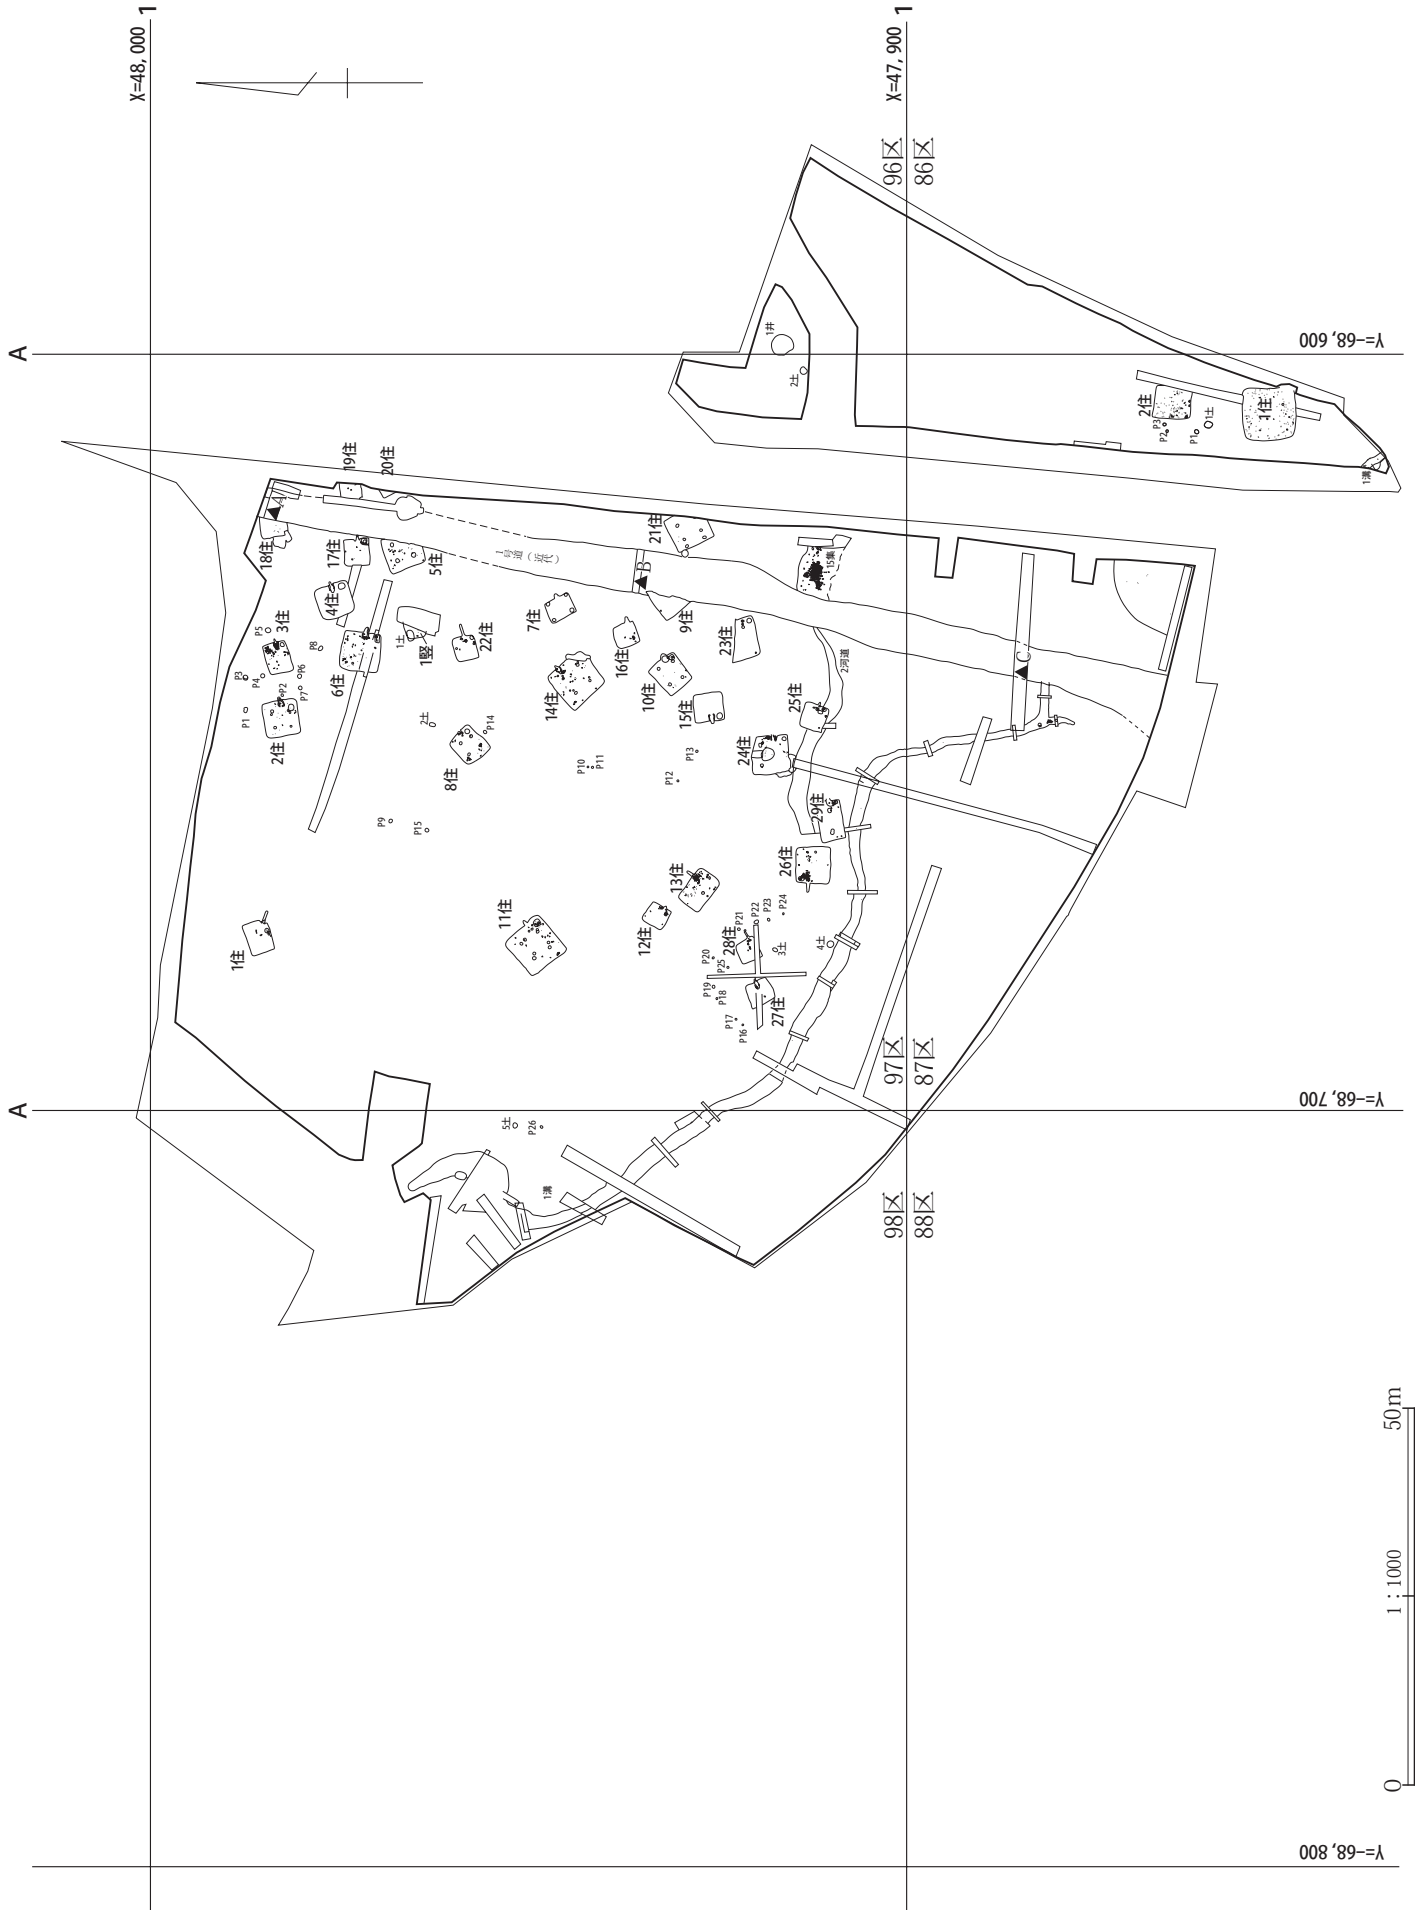 X=48, 000
1
X=47, 900
1
A
Y=-68, 600
A
Y=-68, 700
Y=-68, 800
96区
86区
97区
87区
98区
88区
1井
2土
2住
P3
P2
P1
1土
1住
1溝
19住
20住
A
18住
17住
5住
1号道（近代）
21住
B
15集
4住
P5
3住
P8
P3
P4
P2
P6
P7
P1
2住
6住
1土
1竪
22住
7住
9住
16住
23住
14住
10住
15住
2河道
25住
C
2土
8住
P14
P10
P11
P12
P13
24住
29住
26住
P9
P15
1住
11住
12住
13住
P21
P22
P23
P24
28住
3土
4土
P20
P25
P19
P18
27住
P17
P16
5土
P26
1溝
0
1 : 1000
50m